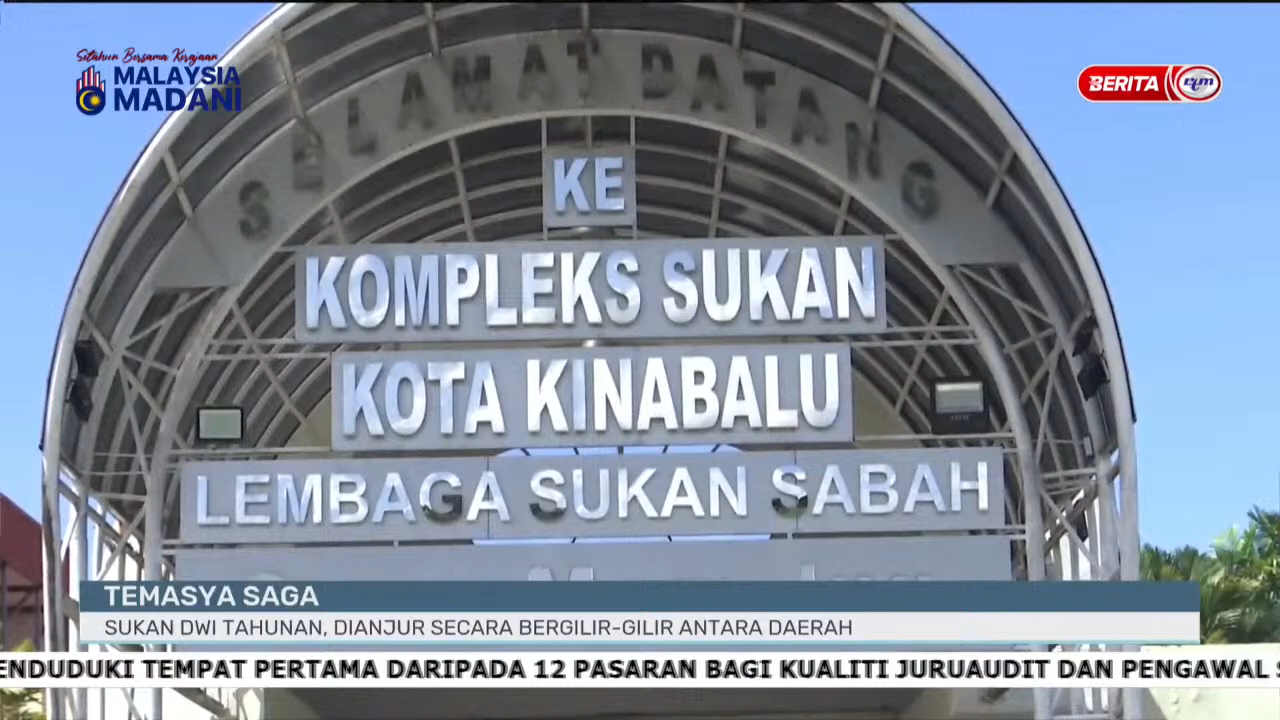 Setahun Bersama Kerajaan
MALAYSIA
MADANI
BERITA rtm
SELAMAT DATANG
KE
KOMPLEKS SUKAN
KOTA KINABALU
LEMBAGA SUKAN SABAH
TEMASYA SAGA
SUKAN DWI TAHUNAN, DIANJUR SECARA BERGILIR-GILIR ANTARA DAERAH
ENDUDUKI TEMPAT PERTAMA DARIPADA 12 PASARAN BAGI KUALITI JURUAUDIT DAN PENGAWAL